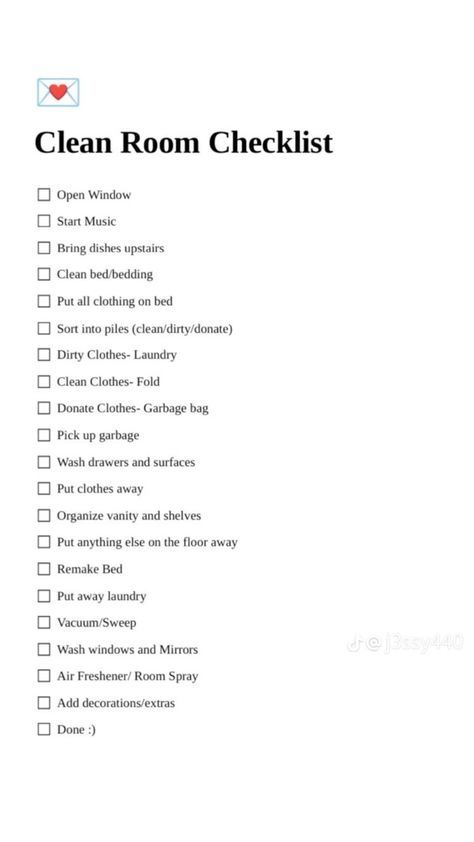 Clean Room Checklist
Open Window
Start Music
Bring dishes upstairs
Clean bed/bedding
Put all clothing on bed
Sort into piles (clean/dirty/donate)
Dirty Clothes- Laundry
Clean Clothes- Fold
Donate Clothes- Garbage bag
Pick up garbage
Wash drawers and surfaces
Put clothes away
Organize vanity and shelves
Put anything else on the floor away
Remake Bed
Put away laundry
Vacuum/Sweep
@j3ssy440
Wash windows and Mirrors
Air Freshener/ Room Spray
Add decorations/extras
Done :)